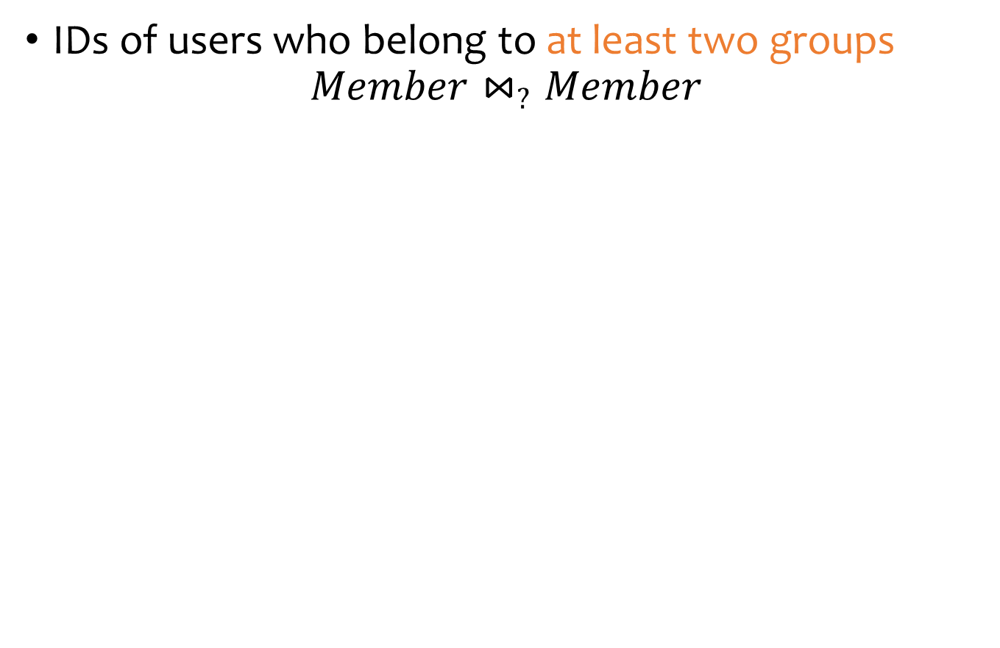 • IDs of users who belong to at least two groups
Member ⋈? Member